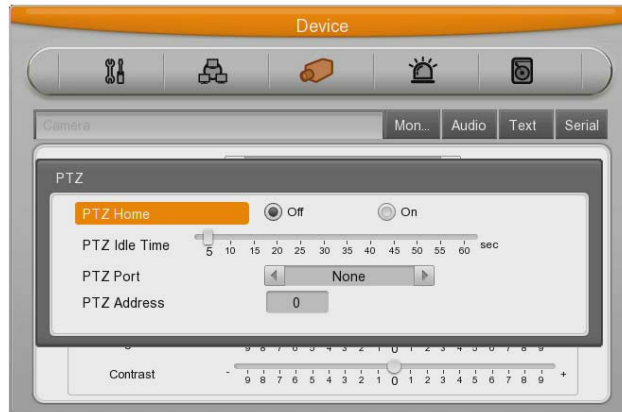 Device
Camera Mon... Audio Text Serial
PTZ
PTZ Home Off On
PTZ Idle Time 5 10 15 20 25 30 35 40 45 50 55 60 sec
PTZ Port None
PTZ Address 0
9 8 7 6 5 4 3 2 1 0 1 2 3 4 5 6 7 8 9
Contrast - 9 8 7 6 5 4 3 2 1 0 1 2 3 4 5 6 7 8 9 +